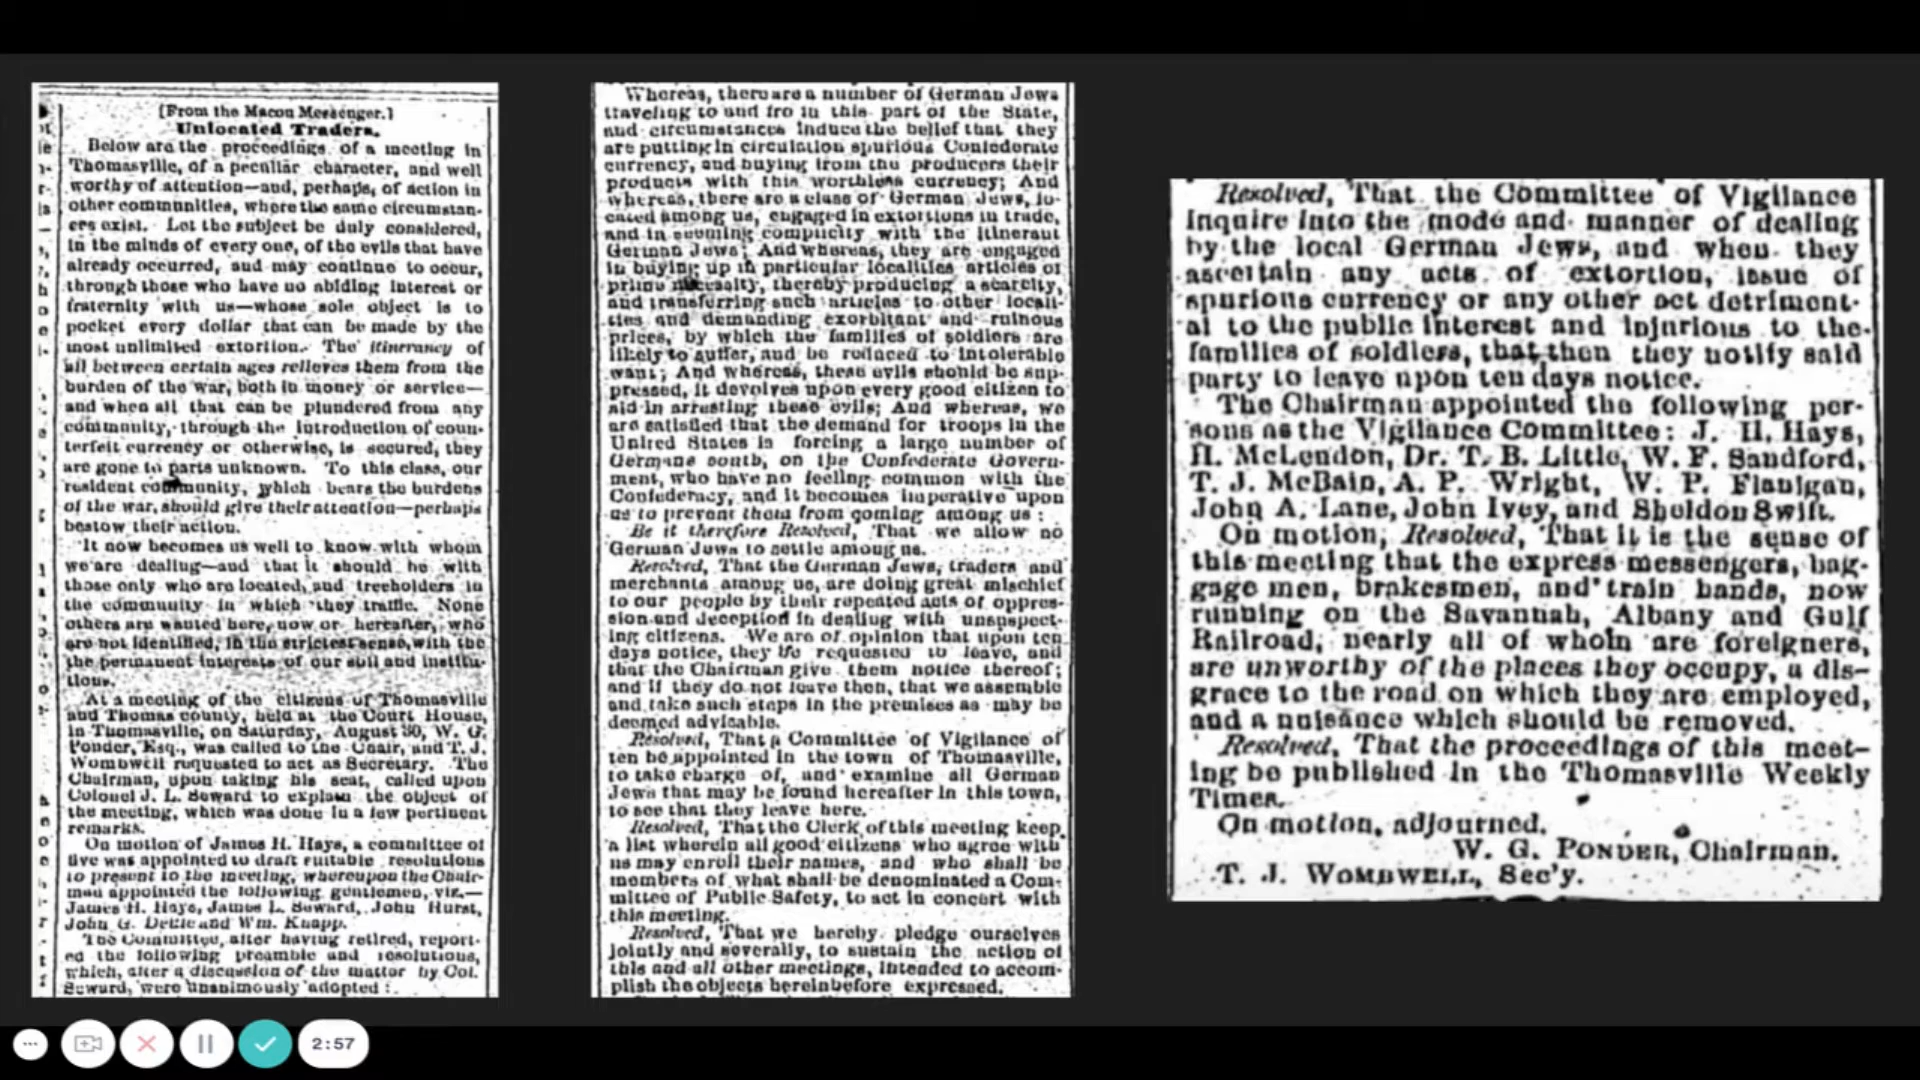 [From the Macon Messenger.]
Unlocated Traders.
Below are the proceedings of a meeting in
Thomasville, of a peculiar character, and well
worthy of attention—and, perhaps, of action in
other communities, where the same circumstan-
ces exist. Let the subject be duly considered,
in the minds of every one, of the evils that have
already occurred, and may continue to occur,
through those who have no abiding interest or
fraternity with us—whose sole object is to
pocket every dollar that can be made by the
most unlimited extortion. The itinerancy of
all between certain ages relieves them from the
burden of the war, both in money or service—
and when all that can be plundered from any
community, through the introduction of coun-
terfeit currency or otherwise, is secured, they
are gone to parts unknown. To this class, our
resident community, which bears the burdens
of the war, should give their attention—perhaps
bestow their action.
It now becomes us well to know with whom
we are dealing—and that it should be with
those only who are located, and freeholders in
the community in which they traffic. None
others are wanted here, now or hereafter, who
are not identified, in the strictest sense, with the
the permanent interests of our soil and institu-
tions.
At a meeting of the citizens of Thomasville
and Thomas county, held at the Court House,
in Thomasville, on Saturday, August 30, W. G.
Ponder, Esq., was called to the Chair, and T. J.
Wombwell requested to act as Secretary. The
Chairman, upon taking his seat, called upon
Colonel J. L. Seward to explain the object of
the meeting, which was done in a few pertinent
remarks.
On motion of James H. Hays, a committee of
five was appointed to draft suitable resolutions
to present to the meeting, whereupon the Chair-
man appointed the following gentlemen, viz.—
James H. Hays, James L. Seward, John Hurst,
John G. and Wm. Knapp.
The Committee, after having retired, report-
ed the following preamble and resolutions,
which, after a discussion of the matter by Col.
Seward, were unanimously adopted:
Whereas, there are a number of German Jews
traveling to and fro in this part of the State,
and circumstances induce the belief that they
are putting in circulation spurious Confederate
currency, and buying from the producers their
products with this worthless currency; And
whereas, there are a class of German Jews, lo-
cated among us, engaged in extortions in trade,
and in seeming complicity with the itinerant
German Jews; And whereas, they are engaged
in buying up in particular localities articles of
prime necessity, thereby producing a scarcity,
and transferring such articles to other locali-
ties and demanding exorbitant and ruinous
prices, by which the families of soldiers are
likely to suffer, and be reduced to intolerable
want; And whereas, these evils should be sup-
pressed, it devolves upon every good citizen to
aid in arresting these evils; And whereas, we
are satisfied that the demand for troops in the
United States is forcing a large number of
Germans south, on the Confederate Govern-
ment, who have no feeling common with the
Confederacy, and it becomes imperative upon
us to prevent them from coming among us:
Be it therefore Resolved, That we allow no
German Jews to settle among us.
Resolved, That the German Jews, traders and
merchants among us, are doing great mischief
to our people by their repeated acts of oppres-
sion and deception in dealing with unsuspect-
ing citizens. We are of opinion that upon ten
days notice, they be requested to leave, and
that the Chairman give them notice thereof;
and if they do not leave then, that we assemble
and take such steps in the premises as may be
deemed advisable.
Resolved, That a Committee of Vigilance of
ten be appointed in the town of Thomasville,
to take charge of, and examine all German
Jews that may be found hereafter in this town,
to see that they leave here.
Resolved, That the Clerk of this meeting keep
a list wherein all good citizens who agree with
us may enroll their names, and who shall be
members of what shall be denominated a Com-
mittee of Public Safety, to act in concert with
this meeting.
Resolved, That we hereby pledge ourselves
jointly and severally, to sustain the action of
this and all other meetings, intended to accom-
plish the objects hereinbefore expressed.
Resolved, That the Committee of Vigilance
inquire into the mode and manner of dealing
by the local German Jews, and when they
ascertain any acts of extortion, issue of
spurious currency or any other act detriment-
al to the public interest and injurious to the
families of soldiers, that then they notify said
party to leave upon ten days notice.
The Chairman appointed the following per-
sons as the Vigilance Committee: J. H. Hays,
H. McLendon, Dr. T. B. Little, W. F. Sandford,
T. J. McBain, A. P. Wright, W. P. Flanigan,
John A. Lane, John Ivey, and Sheldon Swift.
On motion, Resolved, That it is the sense of
this meeting that the express messengers, bag-
gage men, brakesmen, and train hands, now
running on the Savannah, Albany and Gulf
Railroad, nearly all of whom are foreigners,
are unworthy of the places they occupy, a dis-
grace to the road on which they are employed,
and a nuisance which should be removed.
Resolved, That the proceedings of this meet-
ing be published in the Thomasville Weekly
Times.
On motion, adjourned.
W. G. PONDER, Chairman.
T. J. WOMBWELL, Sec'y.
2:57